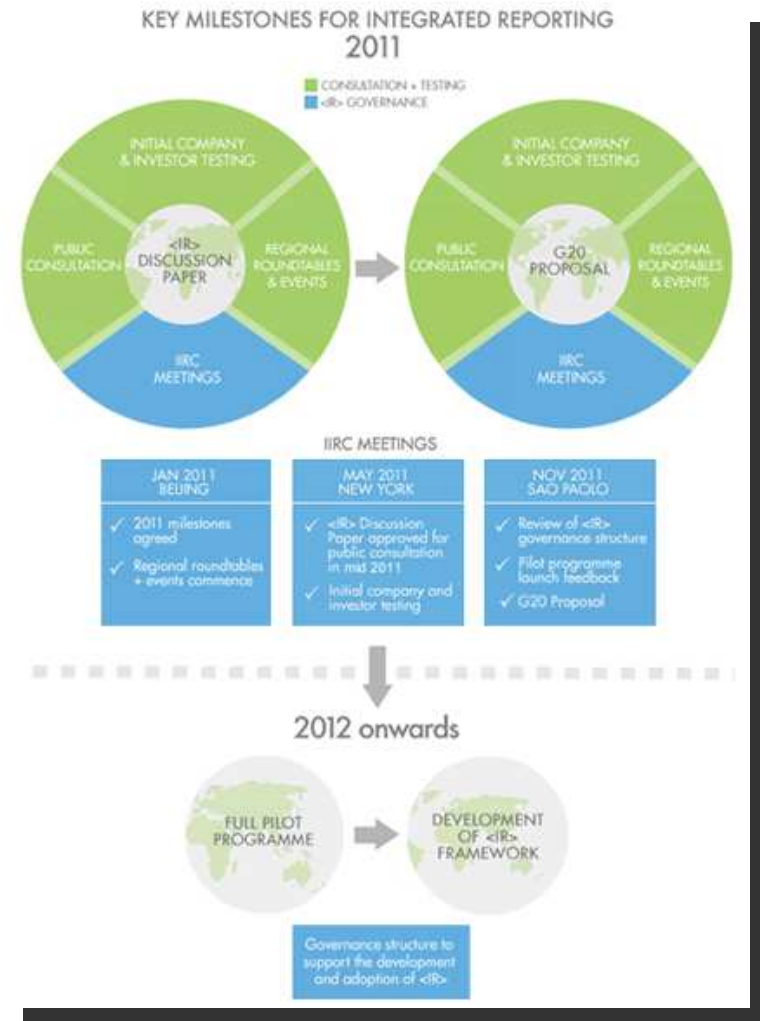 KEY MILESTONES FOR INTEGRATED REPORTING
2011
CONSULTATION + TESTING
<IR> GOVERNANCE
INITIAL COMPANY
& INVESTOR TESTING
PUBLIC
CONSULTATION
<IR>
DISCUSSION
PAPER
REGIONAL
ROUNDTABLES
& EVENTS
IIRC
MEETINGS
INITIAL COMPANY
& INVESTOR TESTING
PUBLIC
CONSULTATION
G20
PROPOSAL
REGIONAL
ROUNDTABLES
& EVENTS
IIRC
MEETINGS
IIRC MEETINGS
JAN 2011
BEIJING
✓ 2011 milestones
agreed
✓ Regional roundtables
+ events commence
MAY 2011
NEW YORK
✓ <IR> Discussion
Paper approved for
public consultation
in mid 2011
✓ Initial company and
investor testing
NOV 2011
SAO PAOLO
✓ Review of <IR>
governance structure
✓ Pilot programme
launch feedback
✓ G20 Proposal
2012 onwards
FULL PILOT
PROGRAMME
DEVELOPMENT
OF <IR>
FRAMEWORK
Governance structure to
support the development
and adoption of <IR>